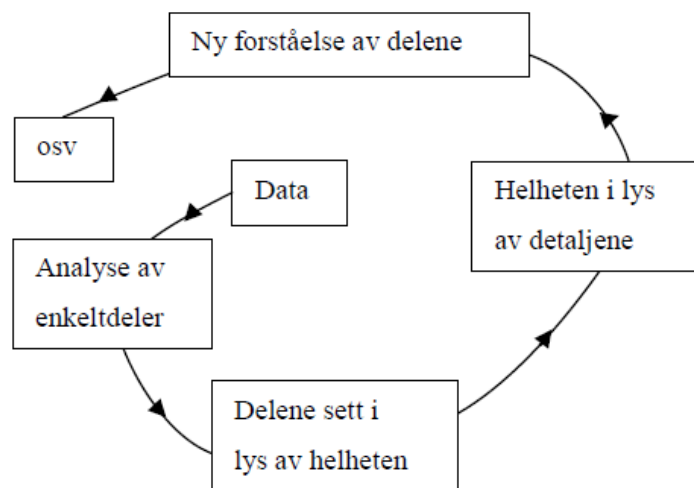 Ny forståelse av delene
osv
Data
Helheten i lys
av detaljene
Analyse av
enkeltdeler
Delene sett i
lys av helheten